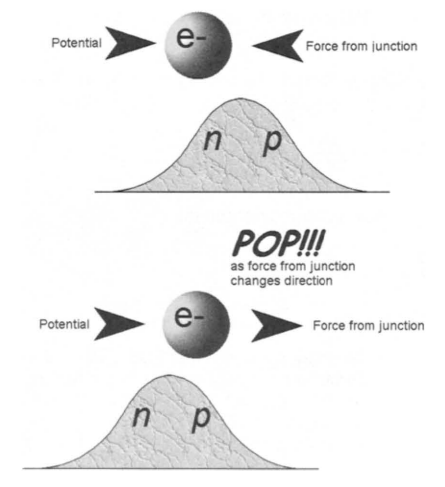 Potential
e-
Force from junction
n p
POP!!!
as force from junction
changes direction
Potential
e-
Force from junction
n p